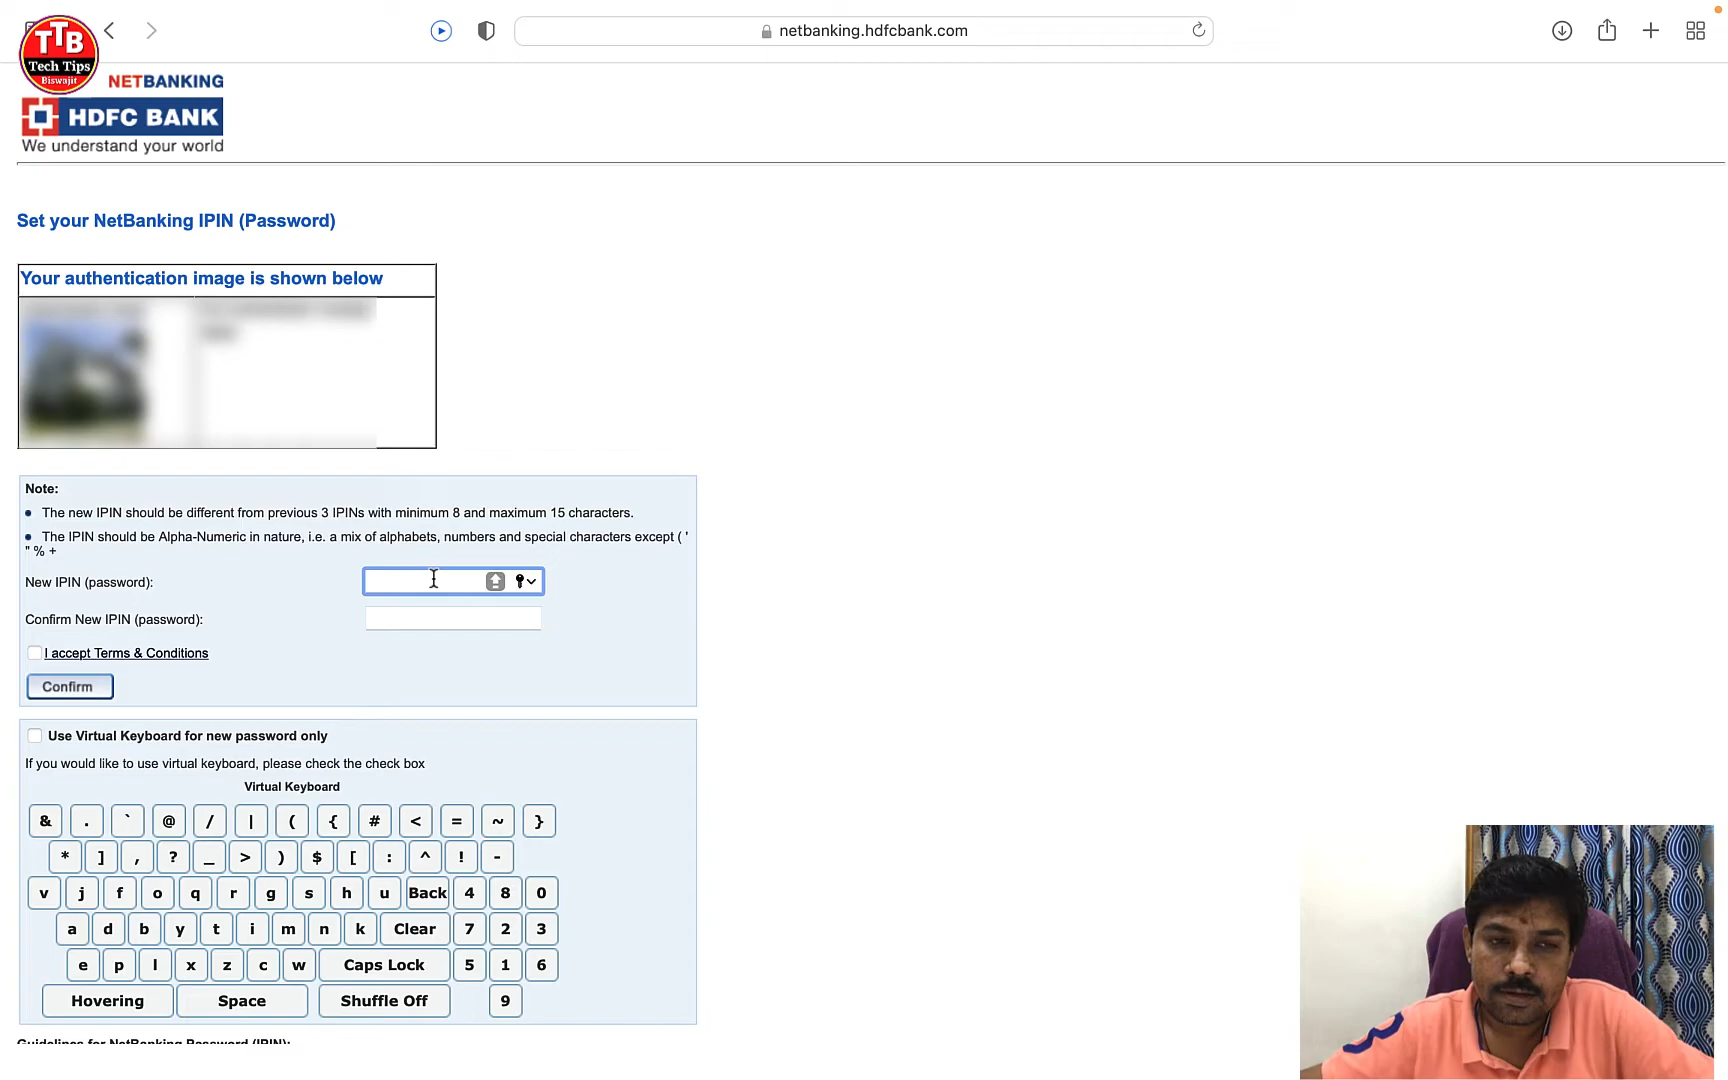 TTB
Tech Tips
Biswajit
netbanking.hdfcbank.com
NETBANKING
HDFC BANK
We understand your world
Set your NetBanking IPIN (Password)
Your authentication image is shown below
Note:
The new IPIN should be different from previous 3 IPINs with minimum 8 and maximum 15 characters.
The IPIN should be Alpha-Numeric in nature, i.e. a mix of alphabets, numbers and special characters except ( '
" % +
New IPIN (password):
Confirm New IPIN (password):
I accept Terms & Conditions
Confirm
Use Virtual Keyboard for new password only
If you would like to use virtual keyboard, please check the check box
Virtual Keyboard
& . ` @ / | ( { # < = ~ }
* ] , ? _ > ) $ [ : ^ ! -
v j f o q r g s h u Back 4 8 0
a d b y t i m n k Clear 7 2 3
e p l x z c w Caps Lock 5 1 6
Hovering Space Shuffle Off 9
Guidelines for NetBanking Password (IPIN):